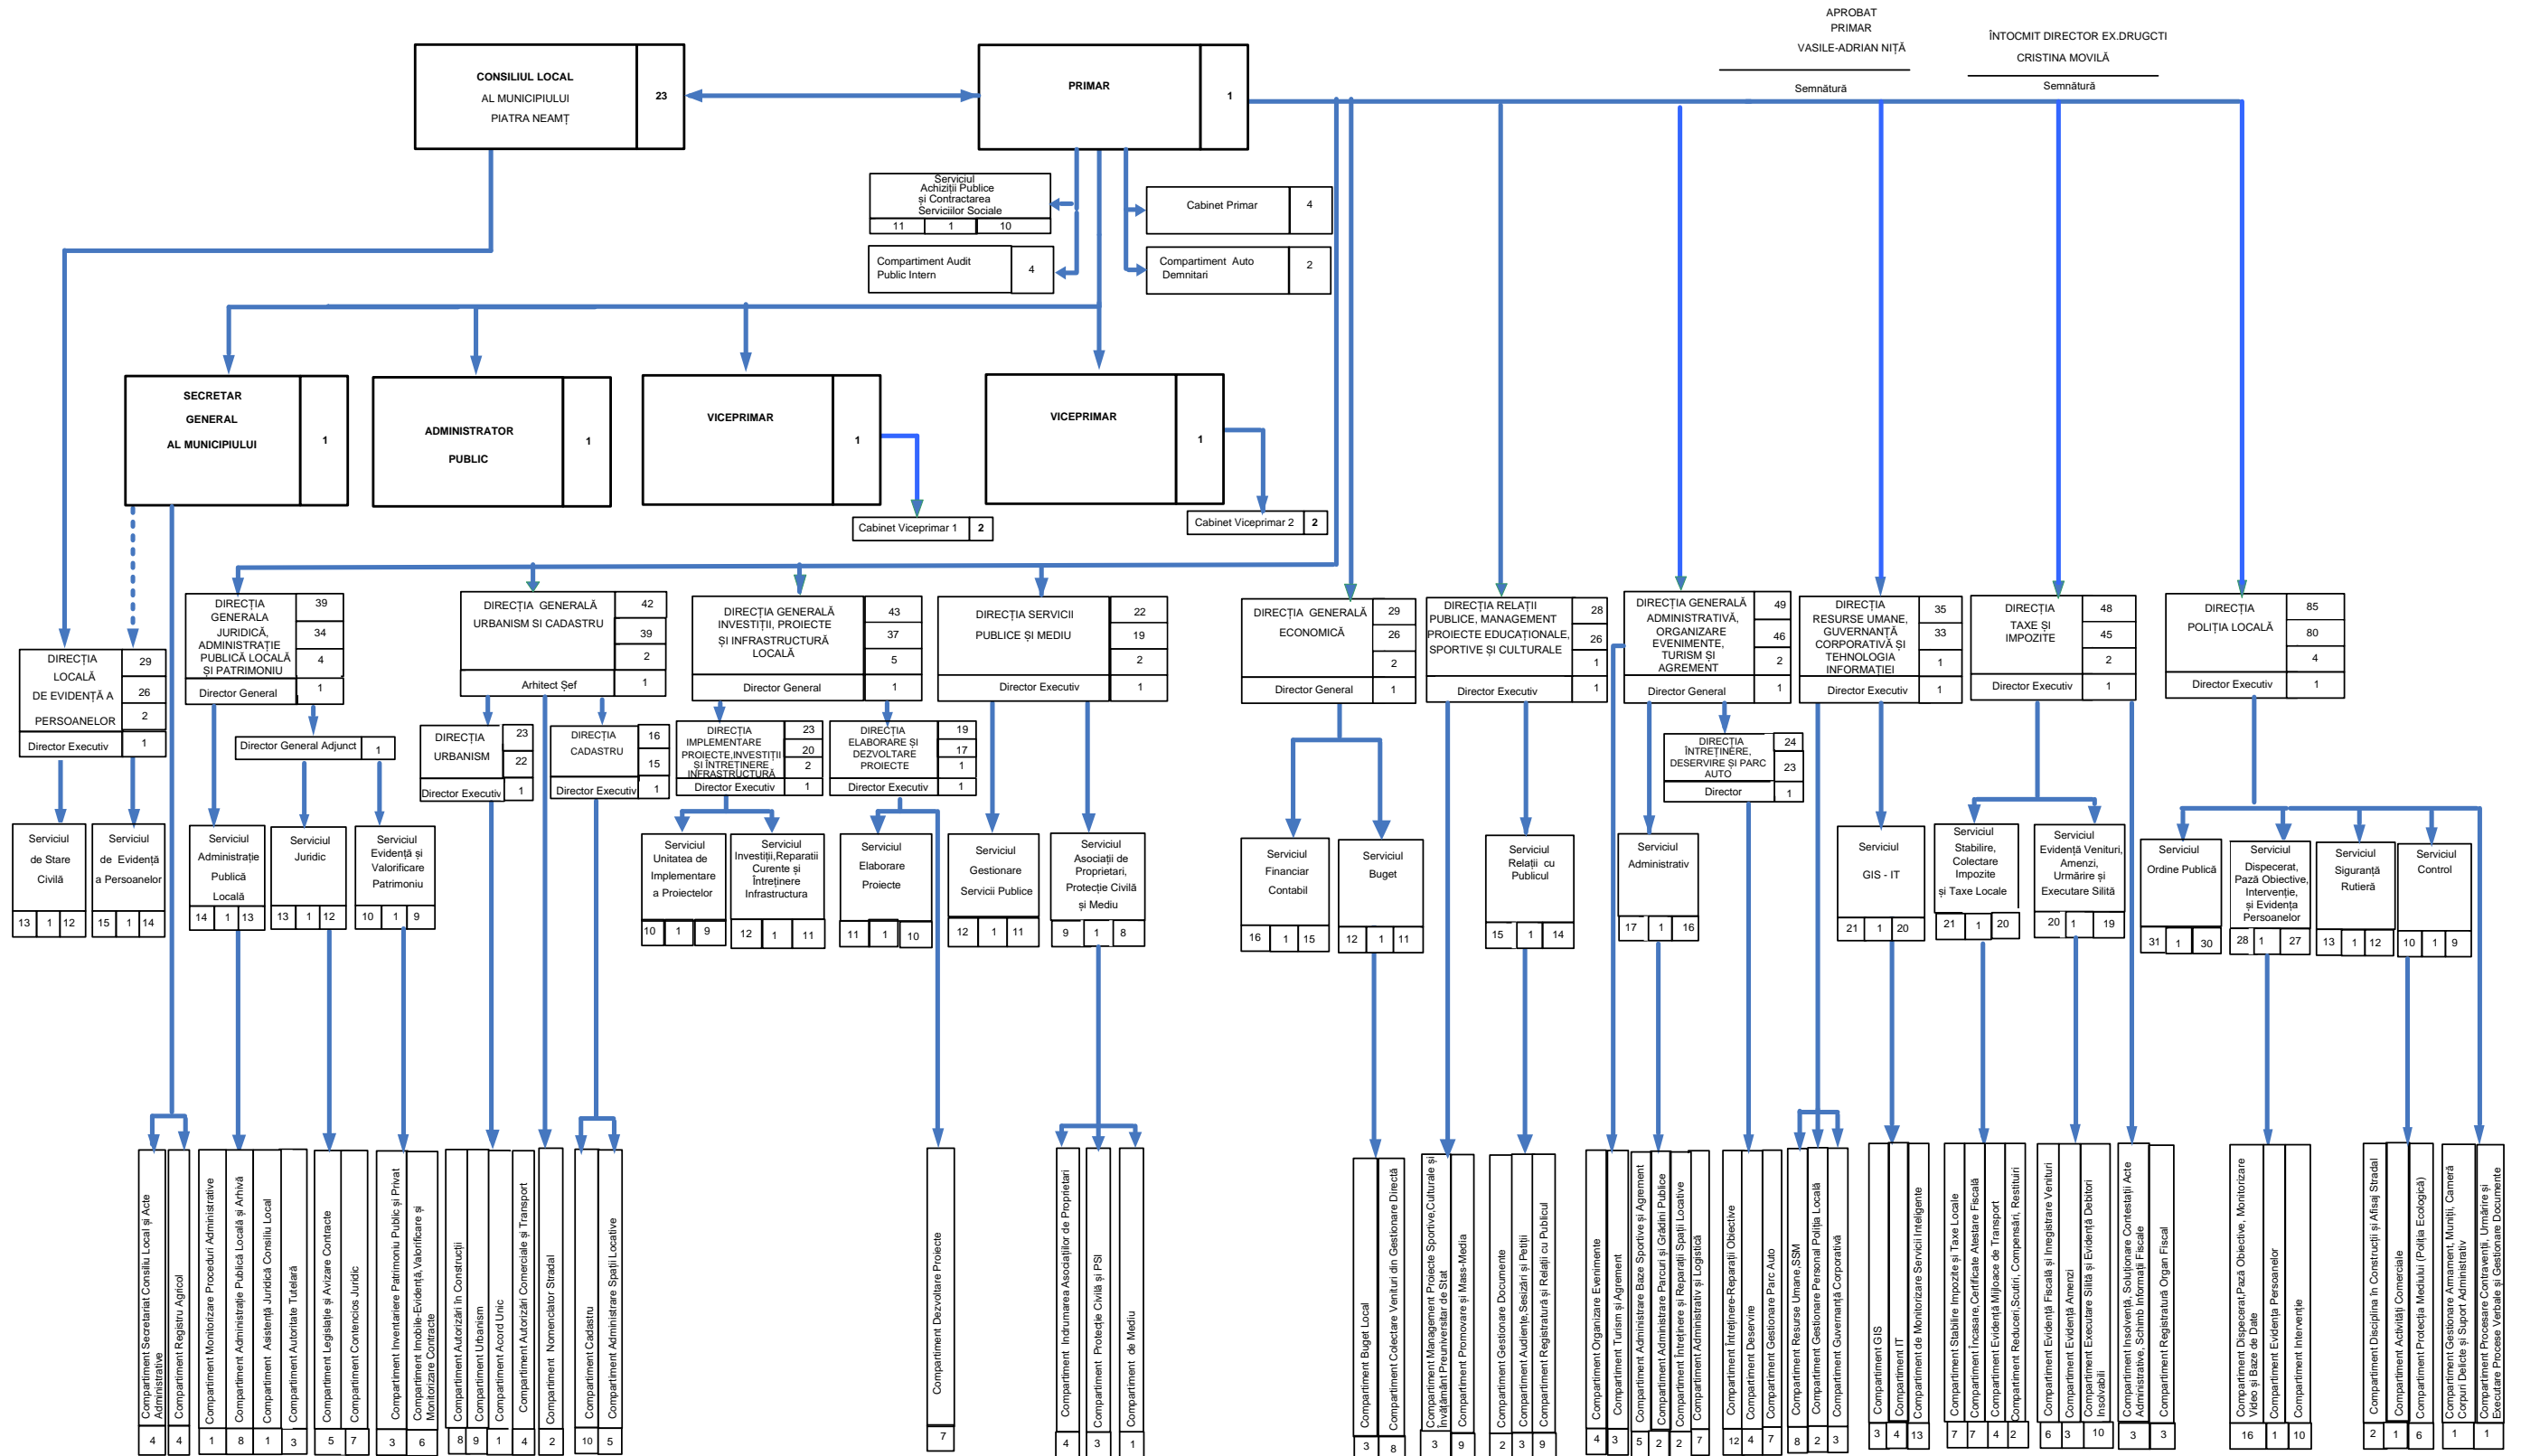 APROBAT
PRIMAR
VASILE-ADRIAN NIȚĂ
Semnătură
ÎNTOCMIT DIRECTOR EX.DRUGCTI
CRISTINA MOVILĂ
Semnătură
CONSILIUL LOCAL
AL MUNICIPIULUI
PIATRA NEAMȚ
23
PRIMAR
1
Serviciul
Achiziții Publice
și Contractarea
Serviciilor Sociale
11 1 10
Cabinet Primar 4
Compartiment Audit
Public Intern
4
Compartiment Auto
Demnitari
2
SECRETAR
GENERAL
AL MUNICIPIULUI
1
ADMINISTRATOR
PUBLIC
1
VICEPRIMAR
1
VICEPRIMAR
1
Cabinet Viceprimar 1 2
Cabinet Viceprimar 2 2
DIRECȚIA
LOCALĂ
DE EVIDENȚĂ A
PERSOANELOR
29
26
2
Director Executiv 1
DIRECȚIA
GENERALA
JURIDICĂ,
ADMINISTRAȚIE
PUBLICĂ LOCALĂ
ȘI PATRIMONIU
39
34
4
Director General 1
Director General Adjunct 1
DIRECȚIA GENERALĂ
URBANISM SI CADASTRU
42
39
2
Arhitect Șef 1
DIRECȚIA
URBANISM
23
22
Director Executiv 1
DIRECȚIA
CADASTRU
16
15
Director Executiv 1
DIRECȚIA GENERALĂ
INVESTIȚII, PROIECTE
ȘI INFRASTRUCTURĂ
LOCALĂ
43
37
5
Director General 1
DIRECȚIA
IMPLEMENTARE
PROIECTE,INVESTIȚII
ȘI ÎNTREȚINERE
INFRASTRUCTURĂ
23
20
2
Director Executiv 1
DIRECȚIA
ELABORARE ȘI
DEZVOLTARE
PROIECTE
19
17
1
Director Executiv 1
DIRECȚIA SERVICII
PUBLICE ȘI MEDIU
22
19
2
Director Executiv 1
DIRECȚIA GENERALĂ
ECONOMICĂ
29
26
2
Director General 1
DIRECȚIA RELAȚII
PUBLICE, MANAGEMENT
PROIECTE EDUCAȚIONALE,
SPORTIVE ȘI CULTURALE
28
26
1
Director Executiv 1
DIRECȚIA GENERALĂ
ADMINISTRATIVĂ,
ORGANIZARE
EVENIMENTE,
TURISM ȘI
AGREMENT
49
46
2
Director General 1
DIRECȚIA
ÎNTREȚINERE,
DESERVIRE ȘI PARC
AUTO
24
23
Director 1
DIRECȚIA
RESURSE UMANE,
GUVERNANȚĂ
CORPORATIVĂ ȘI
TEHNOLOGIA
INFORMAȚIEI
35
33
1
Director Executiv 1
DIRECȚIA
TAXE ȘI
IMPOZITE
48
45
2
Director Executiv 1
DIRECȚIA
POLIȚIA LOCALĂ
85
80
4
Director Executiv 1
Serviciul
de Stare
Civilă
13 1 12
Serviciul
de Evidență
a Persoanelor
15 1 14
Serviciul
Administrație
Publică
Locală
14 1 13
Serviciul
Juridic
13 1 12
Serviciul
Evidență și
Valorificare
Patrimoniu
10 1 9
Serviciul
Unitatea de
Implementare
a Proiectelor
10 1 9
Serviciul
Investiții,Reparatii
Curente și
Întreținere
Infrastructura
12 1 11
Serviciul
Elaborare
Proiecte
11 1 10
Serviciul
Gestionare
Servicii Publice
12 1 11
Serviciul
Asociații de
Proprietari,
Protecție Civilă
și Mediu
9 1 8
Serviciul
Financiar
Contabil
16 1 15
Serviciul
Buget
12 1 11
Serviciul
Relații cu
Publicul
15 1 14
Serviciul
Administrativ
17 1 16
Serviciul
GIS - IT
21 1 20
Serviciul
Stabilire,
Colectare
Impozite
și Taxe Locale
21 1 20
Serviciul
Evidență Venituri,
Amenzi,
Urmărire și
Executare Silită
20 1 19
Serviciul
Ordine Publică
31 1 30
Serviciul
Dispecerat,
Pază Obiective,
Intervenție,
și Evidența
Persoanelor
28 1 27
Serviciul
Siguranță
Rutieră
13 1 12
Serviciul
Control
10 1 9
Compartiment Secretariat Consiliu Local și Acte
Administrative
4
Compartiment Registru Agricol
4
Compartiment Monitorizare Proceduri Administrative
1
Compartiment Administrație Publică Locală și Arhivă
8
Compartiment Asistență Juridică Consiliu Local
1
Compartiment Autoritate Tutelară
3
Compartiment Legislație și Avizare Contracte
5
Compartiment Contencios Juridic
7
Compartiment Inventariere Patrimoniu Public și Privat
3
Compartiment Imobile-Evidență,Valorificare și
Monitorizare Contracte
6
Compartiment Autorizări în Construcții
8
Compartiment Urbanism
9
Compartiment Acord Unic
1
Compartiment Autorizări Comerciale și Transport
4
Compartiment Nomenclator Stradal
2
Compartiment Cadastru
10
Compartiment Administrare Spații Locative
5
Compartiment Dezvoltare Proiecte
7
Compartiment Indrumarea Asociațiilor de Proprietari
4
Compartiment Protecție Civilă și PSI
3
Compartiment de Mediu
1
Compartiment Buget Local
3
Compartiment Colectare Venituri din Gestionare Directă
8
Compartiment Management Proiecte Sportive,Culturale și
Învățământ Preuniversitar de Stat
3
Compartiment Promovare și Mass-Media
9
Compartiment Gestionare Documente
2
Compartiment Audiențe,Sesizări și Petiții
3
Compartiment Registratură și Relații cu Publicul
9
Compartiment Organizare Evenimente
4
Compartiment Turism și Agrement
3
Compartiment Administrare Baze Sportive și Agrement
5
Compartiment Administrare Parcuri și Grădini Publice
2
Compartiment Întreținere și Reparații Spații Locative
2
Compartiment Administrativ și Logistică
7
Compartiment Întreținere-Reparații Obiective
12
Compartiment Deservire
4
Compartiment Gestionare Parc Auto
7
Compartiment Resurse Umane,SSM
8
Compartiment Gestionare Personal Poliția Locală
2
Compartiment Guvernanță Corporativă
3
Compartiment GIS
3
Compartiment IT
4
Compartiment de Monitorizare Servicii Inteligente
13
Compartiment Stabilire Impozite și Taxe Locale
7
Compartiment Încasare,Certificate Atestare Fiscală
7
Compartiment Evidență Mijloace de Transport
4
Compartiment Reduceri,Scutiri, Compensări, Restituiri
2
Compartiment Evidență Fiscală și Inregistrare Venituri
6
Compartiment Evidență Amenzi
3
Compartiment Executare Silită și Evidență Debitori
Insolvabili
10
Compartiment Insolvență, Soluționare Contestații Acte
Administrative, Schimb Informații Fiscale
3
Compartiment Registratură Organ Fiscal
3
Compartiment Dispecerat,Pază Obiective, Monitorizare
Video și Baze de Date
16
Compartiment Evidența Persoanelor
1
Compartiment Intervenție
10
Compartiment Disciplina în Construcții și Afișaj Stradal
2
Compartiment Activități Comerciale
1
Compartiment Protecția Mediului (Poliția Ecologică)
6
Compartiment Gestionare Armament, Muniții, Cameră
Corpuri Delicte și Suport Administrativ
1
Compartiment Procesare Contravenții, Urmărire și
Executare Procese Verbale și Gestionare Documente
1